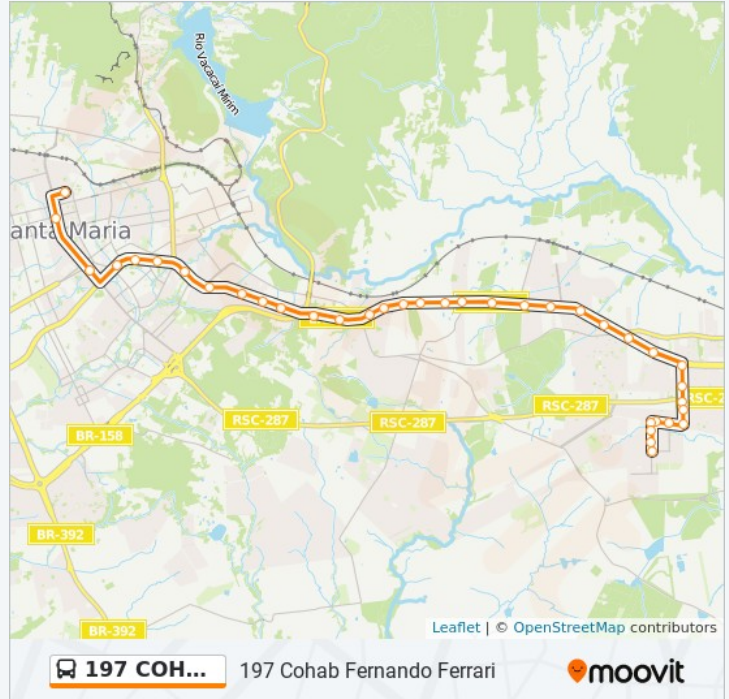 Rio Vacacaí Mirim
anta Maria
RSC-2
RSC-287
RSC-287
RSC-287
BR-158
BR-392
BR-392
Leaflet | © OpenStreetMap contributors
197 COH...
197 Cohab Fernando Ferrari
moovit